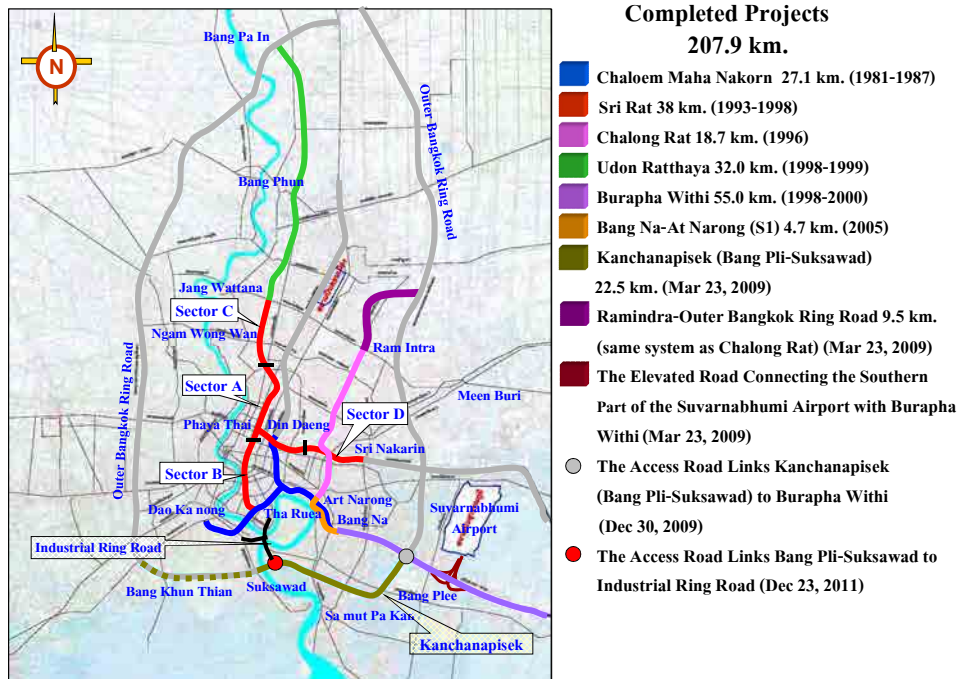 Completed Projects
207.9 km.
Chaloem Maha Nakorn 27.1 km. (1981-1987)
Sri Rat 38 km. (1993-1998)
Chalong Rat 18.7 km. (1996)
Udon Ratthaya 32.0 km. (1998-1999)
Burapha Withi 55.0 km. (1998-2000)
Bang Na-At Narong (S1) 4.7 km. (2005)
Kanchanapisek (Bang Pli-Suksawad)
22.5 km. (Mar 23, 2009)
Ramindra-Outer Bangkok Ring Road 9.5 km.
(same system as Chalong Rat) (Mar 23, 2009)
The Elevated Road Connecting the Southern
Part of the Suvarnabhumi Airport with Burapha
Withi (Mar 23, 2009)
The Access Road Links Kanchanapisek
(Bang Pli-Suksawad) to Burapha Withi
(Dec 30, 2009)
The Access Road Links Bang Pli-Suksawad to
Industrial Ring Road (Dec 23, 2011)
N
Bang Pa In
Outer Bangkok Ring Road
Bang Phun
Jang Wattana
Sector C
Ngam Wong Wan
Ram Intra
Outer Bangkok Ring Road
Sector A
Meen Buri
Sector D
Phaya Thai
Din Daeng
Sri Nakarin
Sector B
Dao Ka nong
Art Narong
Tha Ruea
Bang Na
Suvarnabhumi
Airport
Industrial Ring Road
Bang Khun Thian
Suksawad
Bang Plee
Sa mut Pa Kan
Kanchanapisek